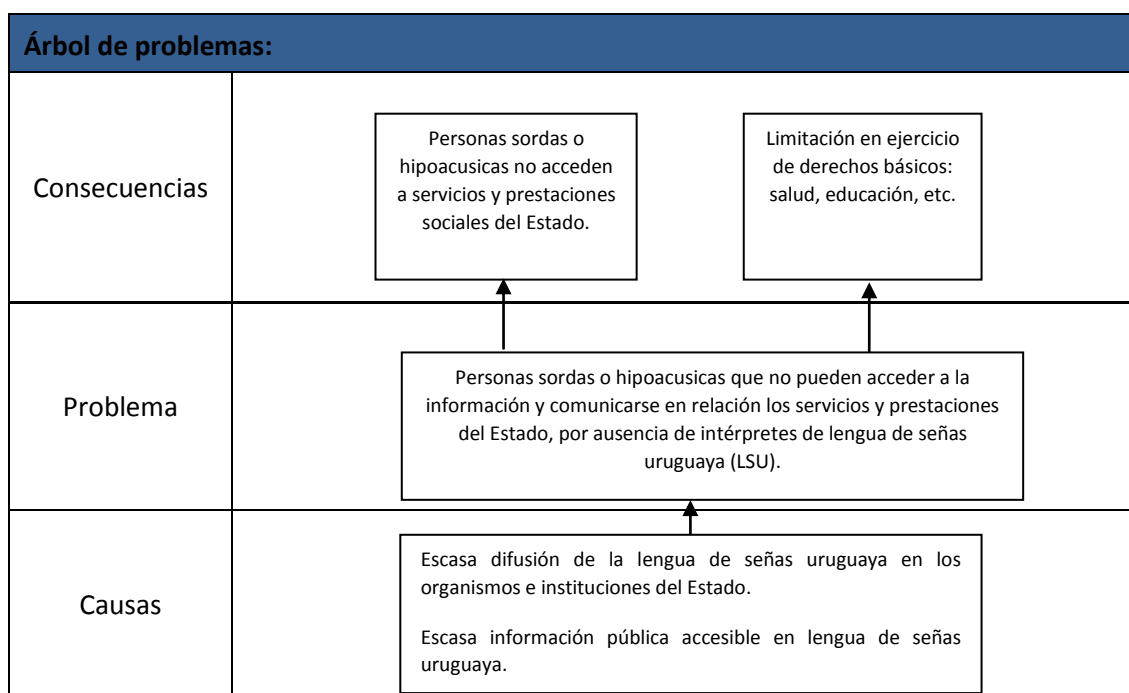 Árbol de problemas:
Consecuencias
Personas sordas o
hipoacusicas no acceden
a servicios y prestaciones
sociales del Estado.
Limitación en ejercicio
de derechos básicos:
salud, educación, etc.
Problema
Personas sordas o hipoacusicas que no pueden acceder a la
información y comunicarse en relación los servicios y prestaciones
del Estado, por ausencia de intérpretes de lengua de señas
uruguaya (LSU).
Causas
Escasa difusión de la lengua de señas uruguaya en los
organismos e instituciones del Estado.
Escasa información pública accesible en lengua de señas
uruguaya.